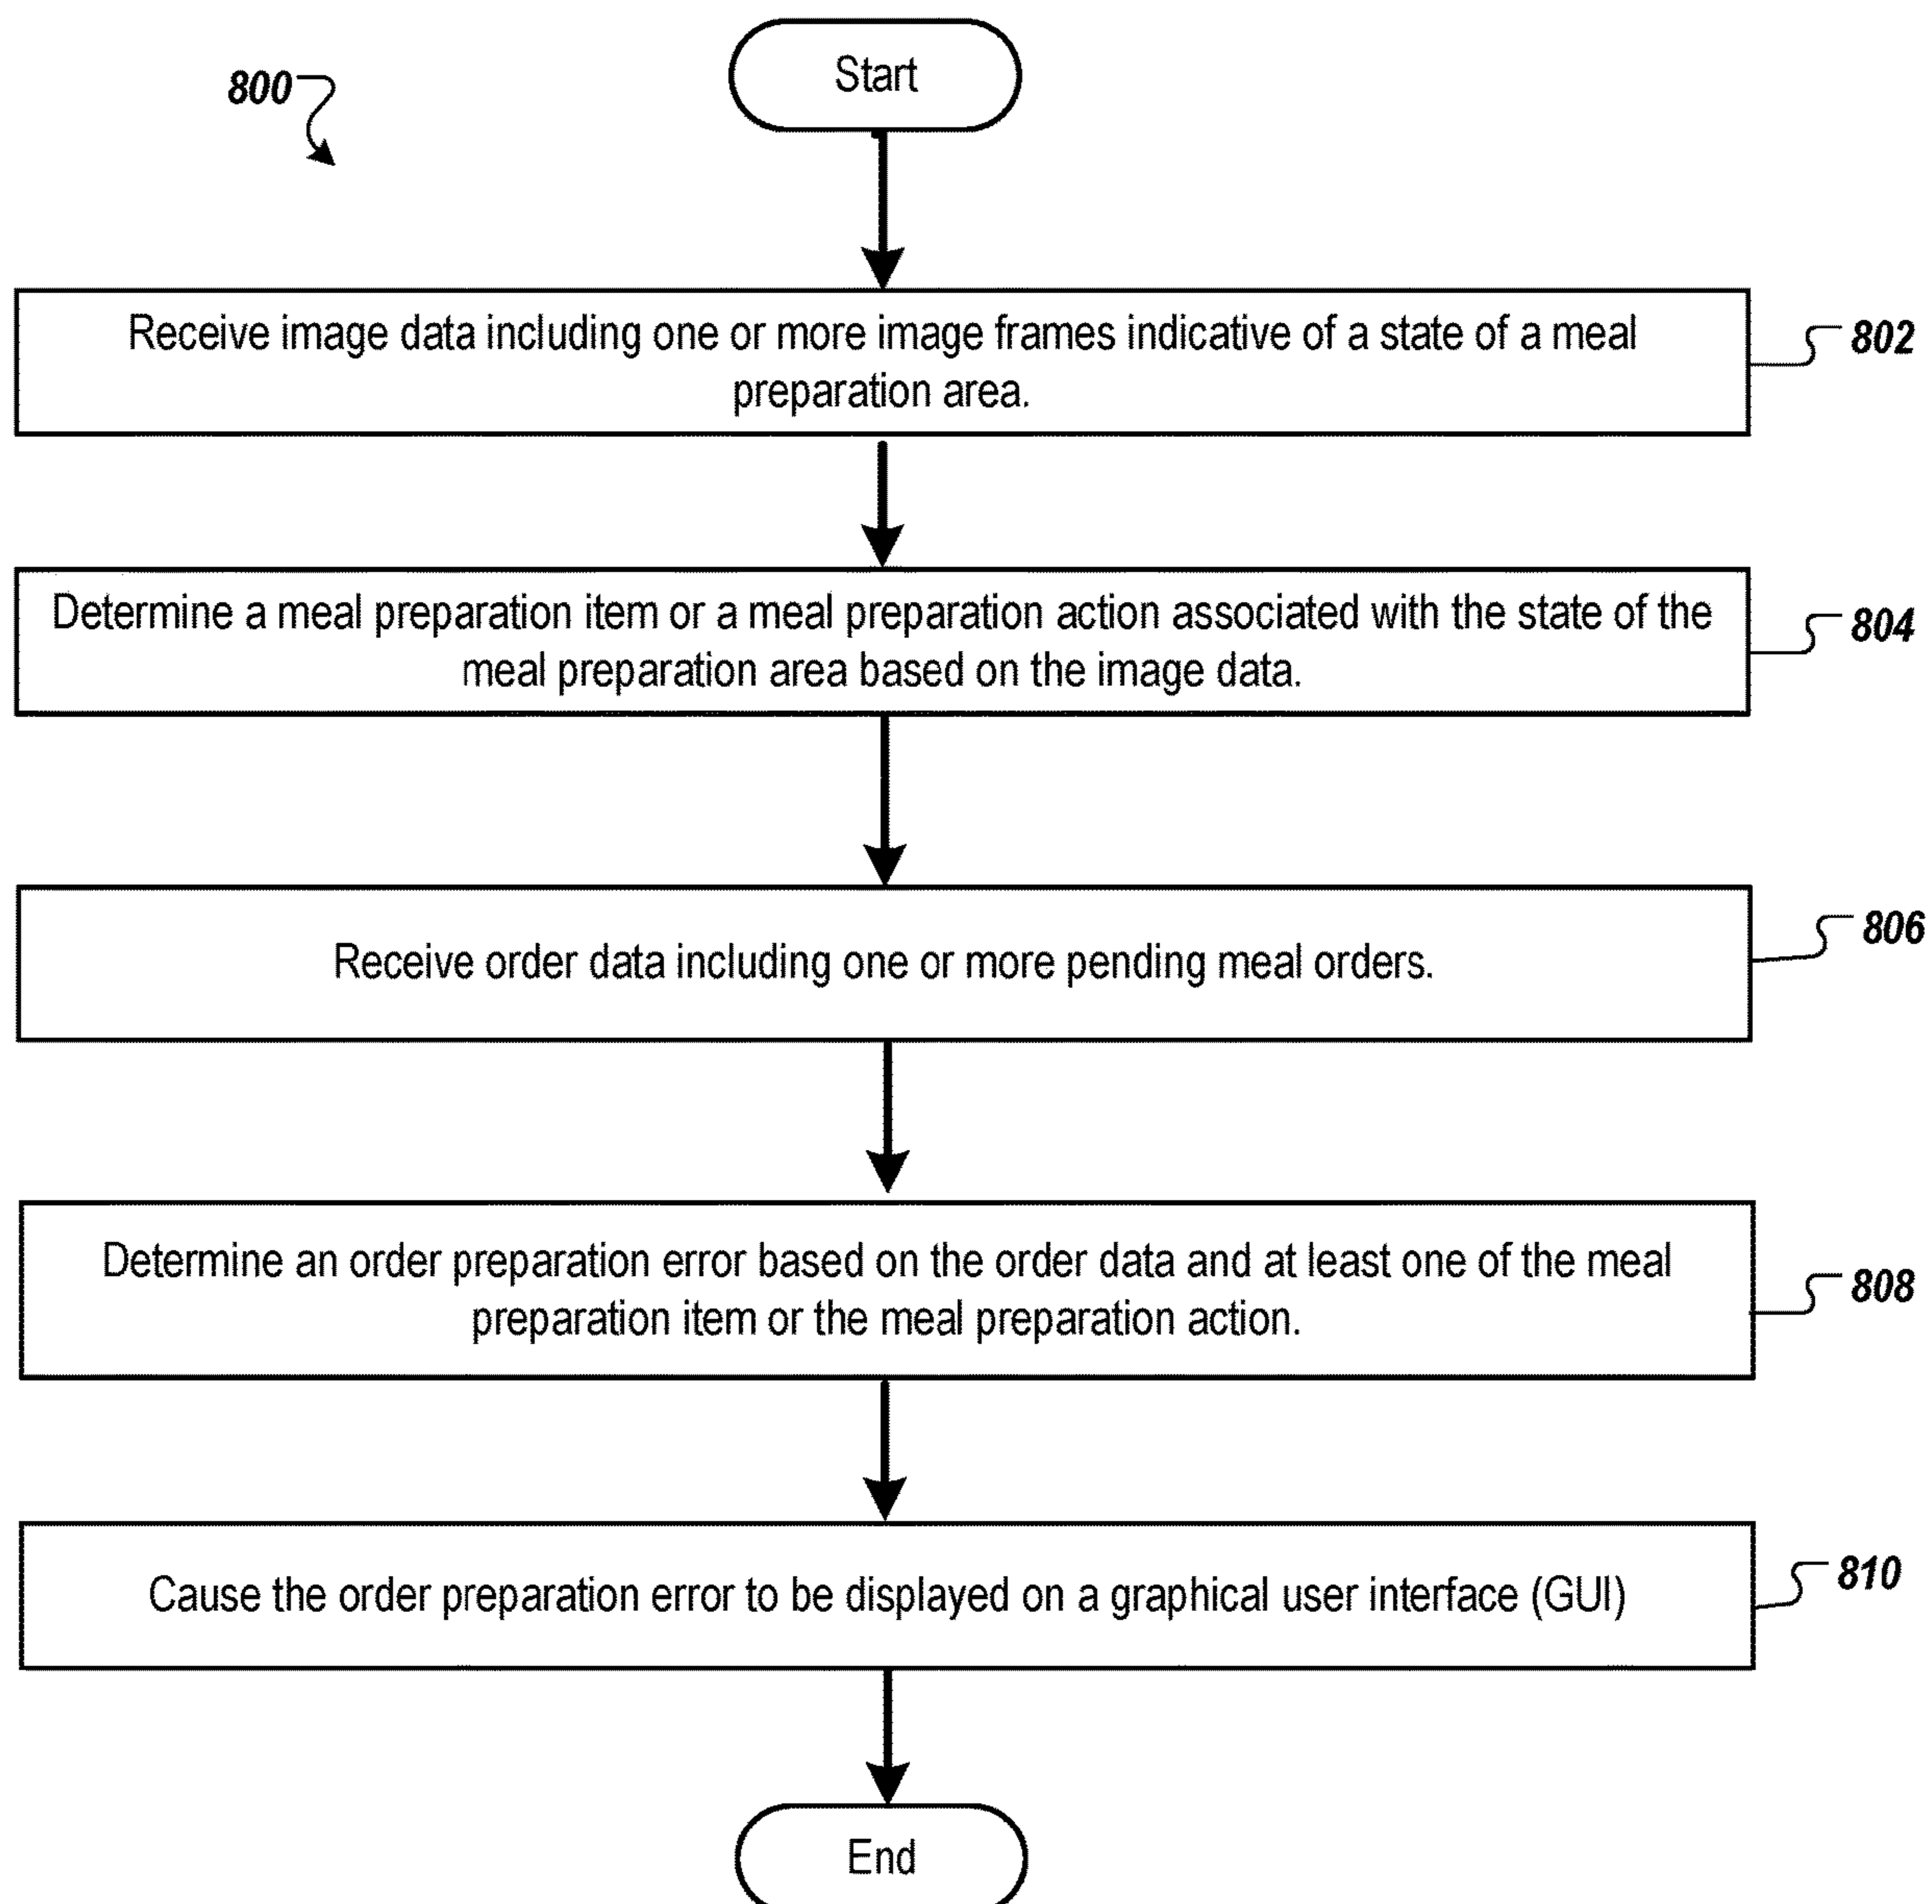 800
Start
Receive image data including one or more image frames indicative of a state of a meal
preparation area.
802
Determine a meal preparation item or a meal preparation action associated with the state of the
meal preparation area based on the image data.
804
Receive order data including one or more pending meal orders.
806
Determine an order preparation error based on the order data and at least one of the meal
preparation item or the meal preparation action.
808
Cause the order preparation error to be displayed on a graphical user interface (GUI)
810
End